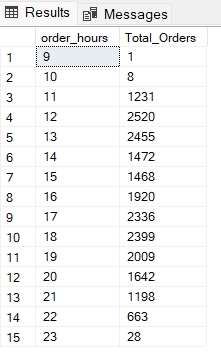 Results Messages
order_hours Total_Orders
1 9 1
2 10 8
3 11 1231
4 12 2520
5 13 2455
6 14 1472
7 15 1468
8 16 1920
9 17 2336
10 18 2399
11 19 2009
12 20 1642
13 21 1198
14 22 663
15 23 28